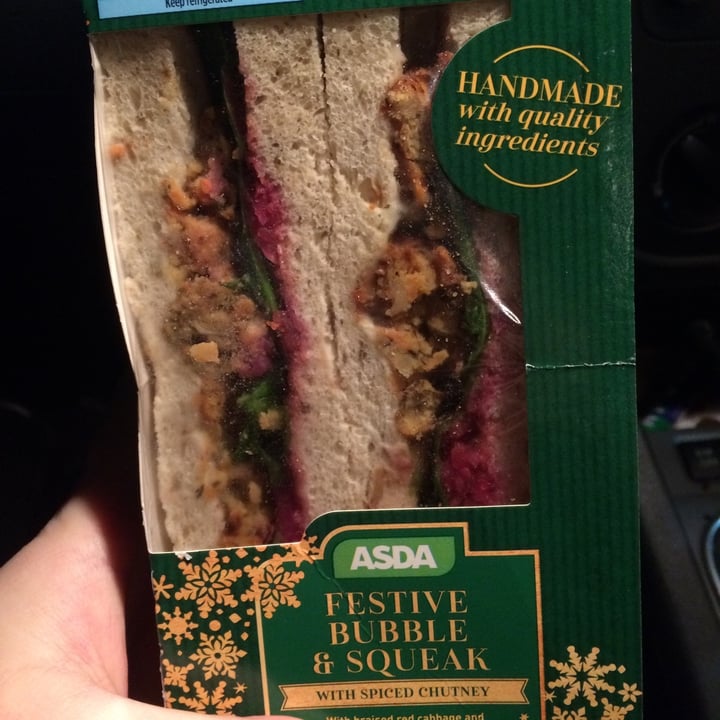 Keep refrigerated
HANDMADE
with quality
ingredients
ASDA
FESTIVE
BUBBLE
& SQUEAK
WITH SPICED CHUTNEY
With braised red cabbage and